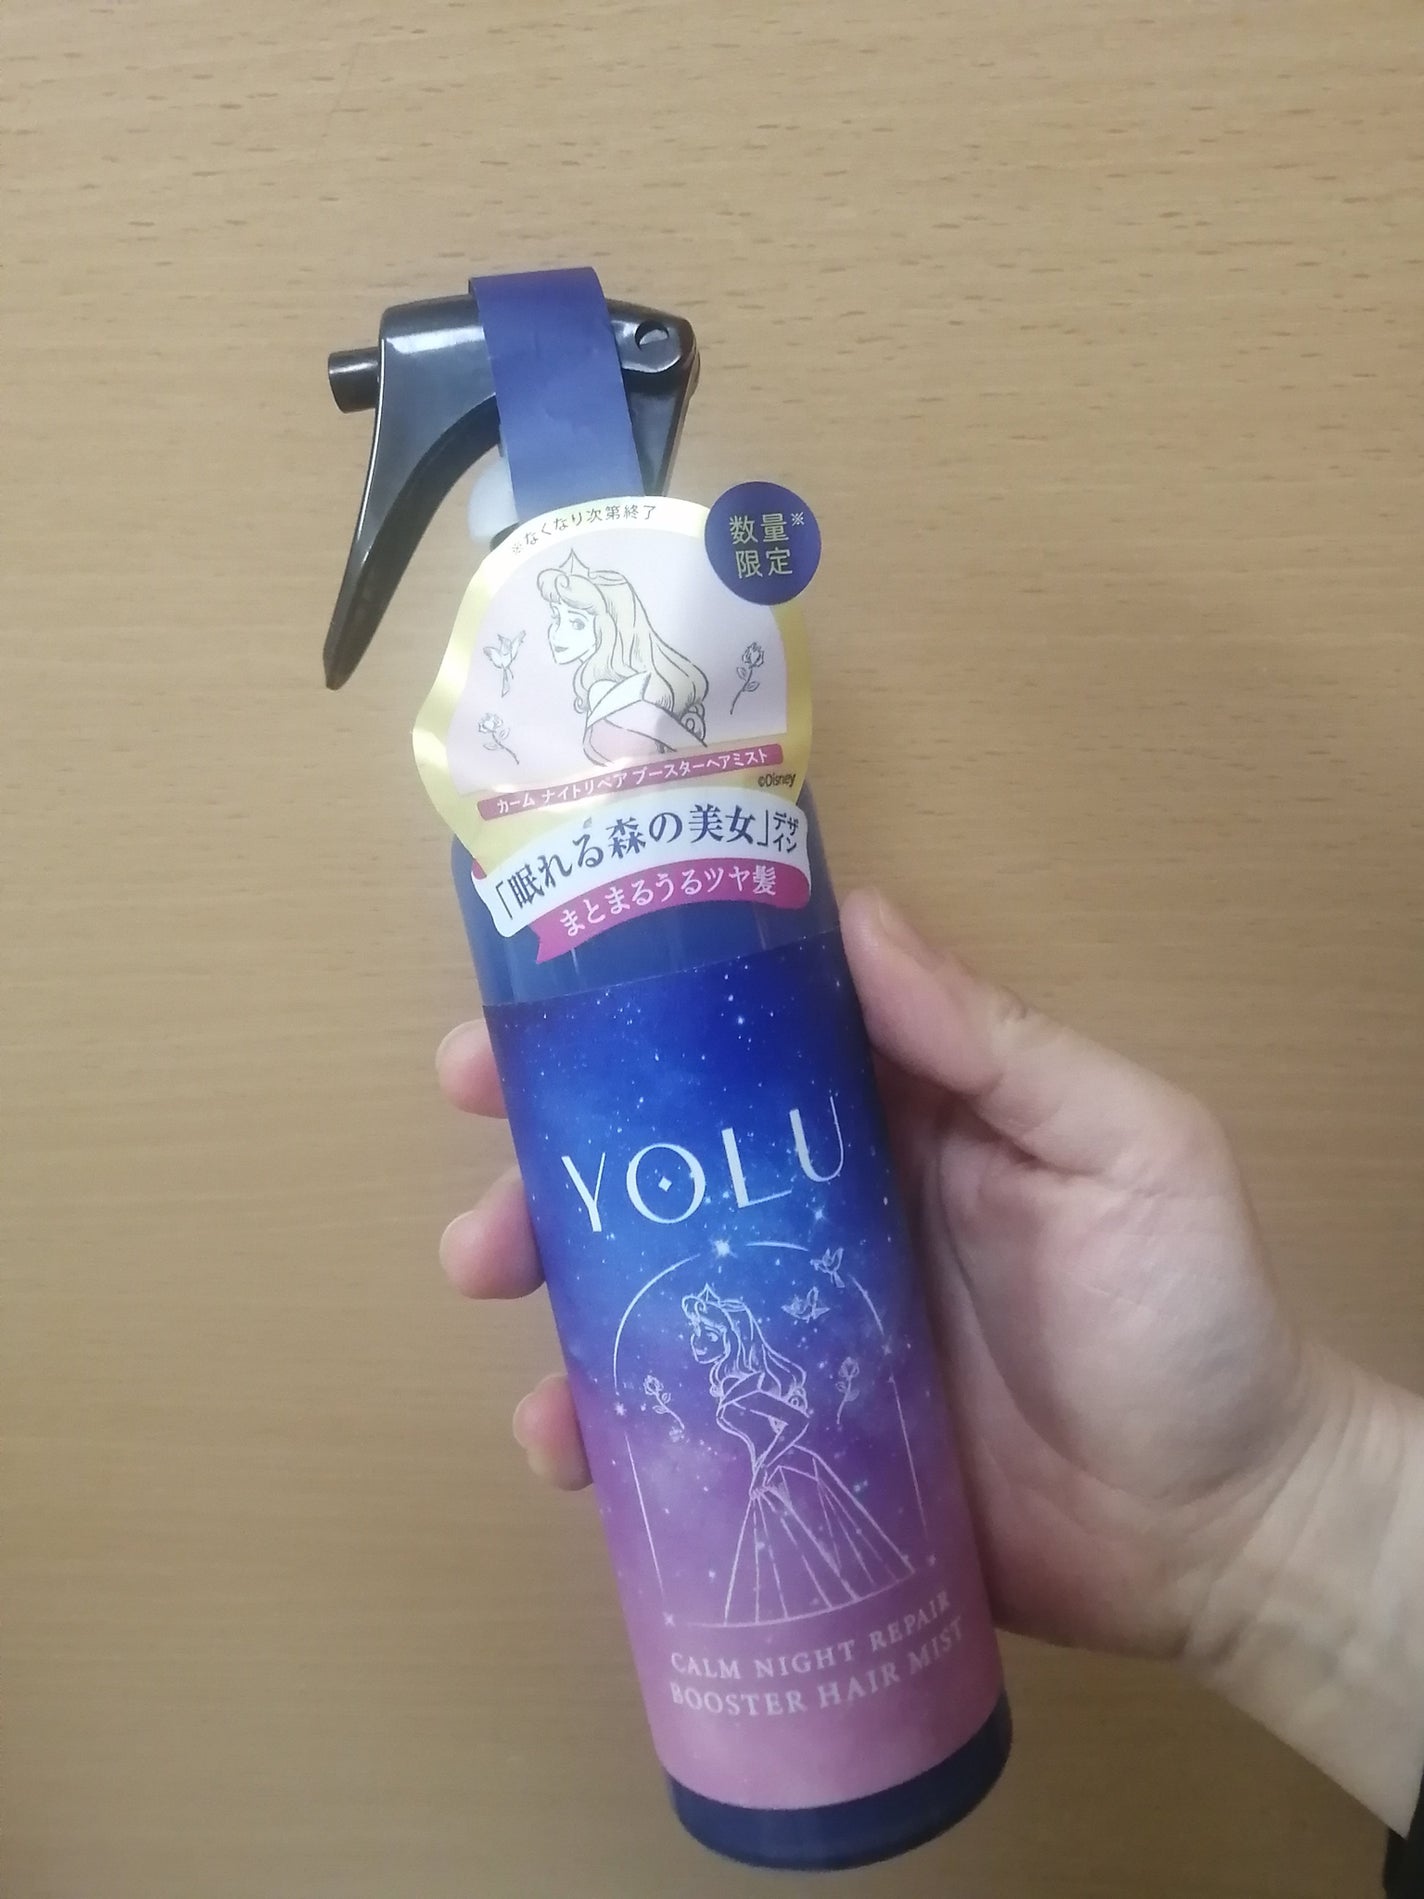 ※なくなり次第終了
数量※
限定
カーム ナイトリペア ブースターヘアミスト
©Disney
「眠れる森の美女」デザイン
まとまるうるツヤ髪
YOLU
CALM NIGHT REPAIR
BOOSTER HAIR MIST